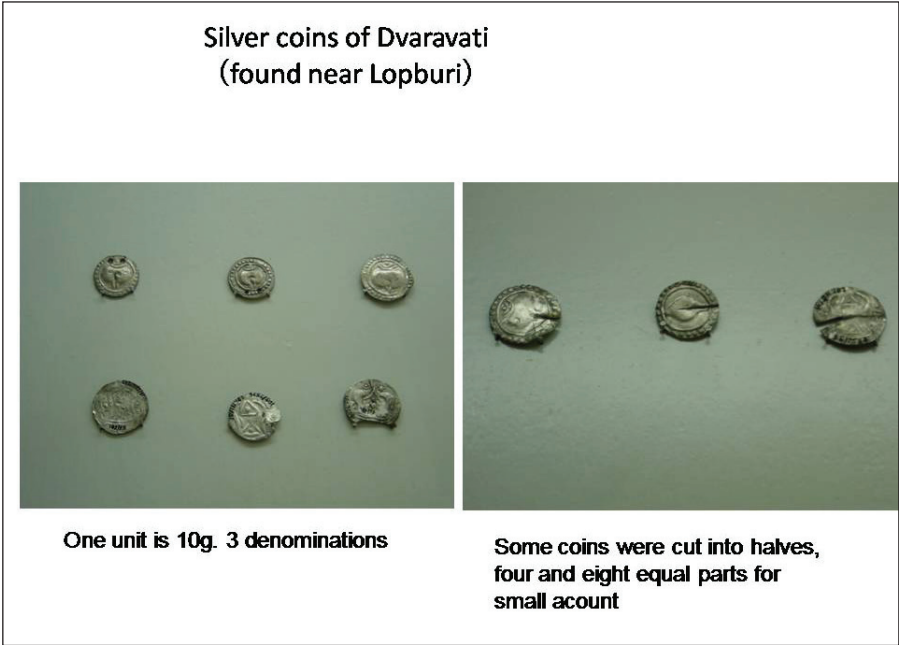 Silver coins of Dvaravati
（found near Lopburi）
One unit is 10g. 3 denominations
Some coins were cut into halves,
four and eight equal parts for
small acount